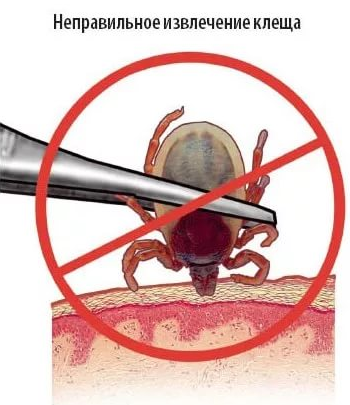 Неправильное извлечение клеща